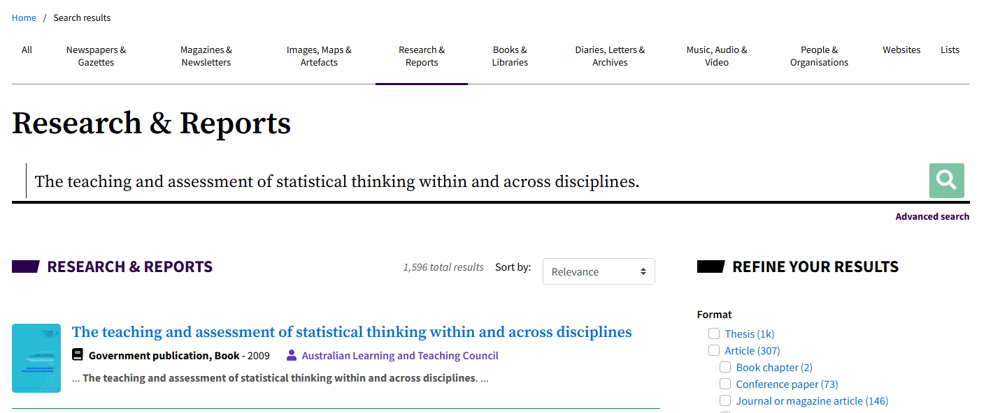 Home / Search results
All
Newspapers &
Gazettes
Magazines &
Newsletters
Images, Maps &
Artefacts
Research &
Reports
Books &
Libraries
Diaries, Letters &
Archives
Music, Audio &
Video
People &
Organisations
Websites
Lists
Research & Reports
The teaching and assessment of statistical thinking within and across disciplines.
Advanced search
RESEARCH & REPORTS
1,596 total results Sort by: Relevance
The teaching and assessment of statistical thinking within and across disciplines
Government publication, Book - 2009 Australian Learning and Teaching Council
... The teaching and assessment of statistical thinking within and across disciplines. ...
REFINE YOUR RESULTS
Format
Thesis (1k)
Article (307)
Book chapter (2)
Conference paper (73)
Journal or magazine article (146)